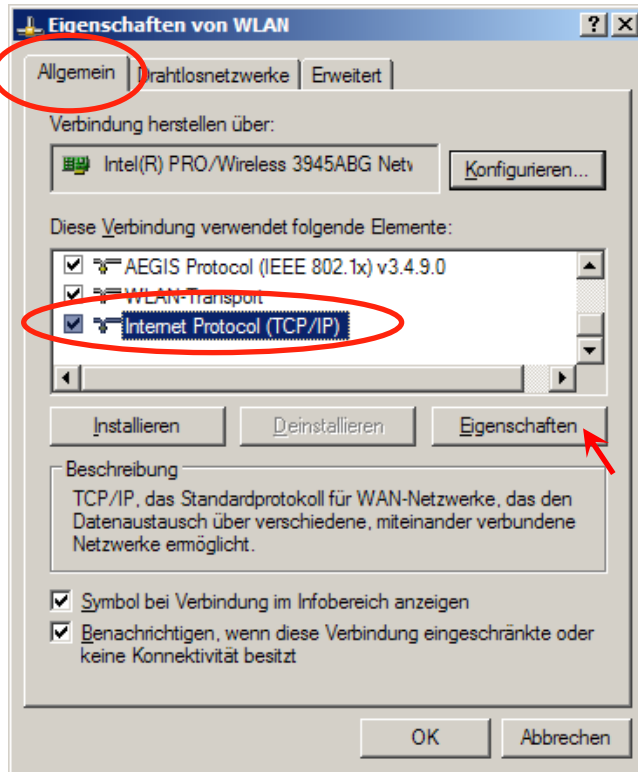 Eigenschaften von WLAN
Allgemein Drahtlosnetzwerke Erweitert
Verbindung herstellen über:
Intel(R) PRO/Wireless 3945ABG Netv
Konfigurieren...
Diese Verbindung verwendet folgende Elemente:
AEGIS Protocol (IEEE 802.1x) v3.4.9.0
WLAN-Transport
Internet Protocol (TCP/IP)
Installieren Deinstallieren Eigenschaften
Beschreibung
TCP/IP, das Standardprotokoll für WAN-Netzwerke, das den
Datenaustausch über verschiedene, miteinander verbundene
Netzwerke ermöglicht.
Symbol bei Verbindung im Infobereich anzeigen
Benachrichtigen, wenn diese Verbindung eingeschränkte oder
keine Konnektivität besitzt
OK Abbrechen